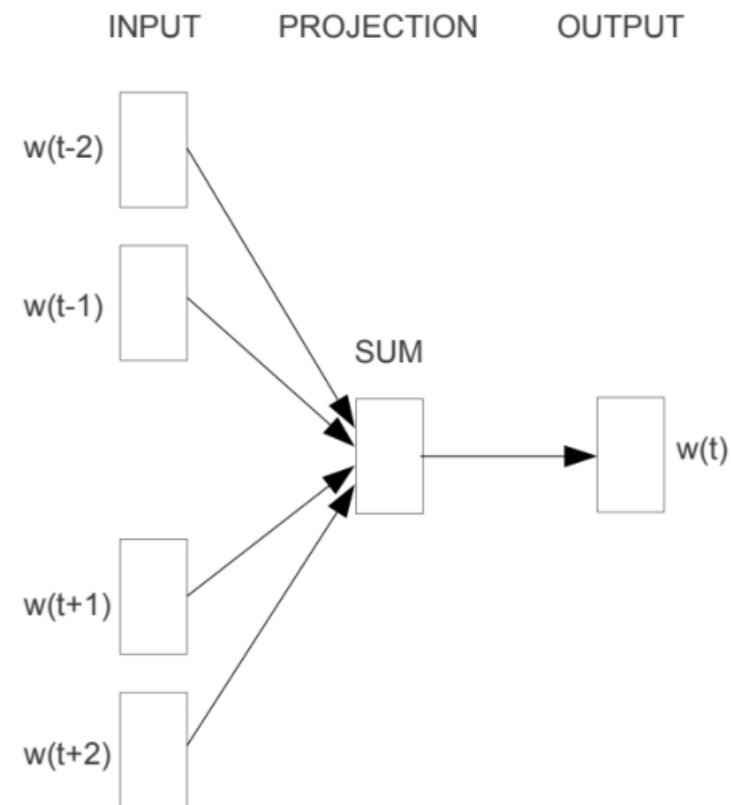 INPUT PROJECTION OUTPUT
w(t-2)
w(t-1)
SUM
w(t)
w(t+1)
w(t+2)